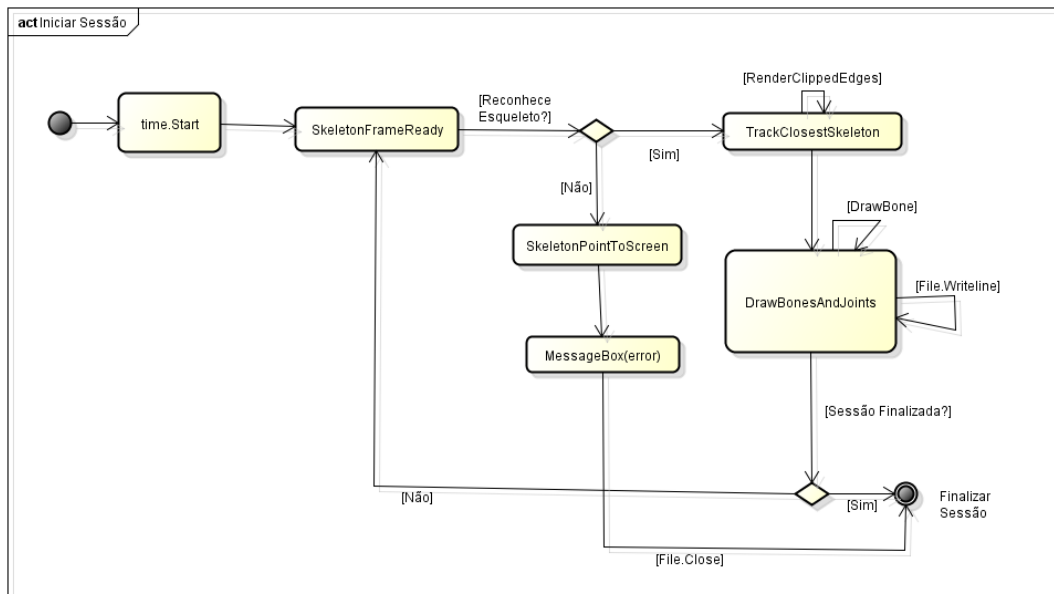 act Iniciar Sessão
[RenderClippedEdges]
[Reconhece
Esqueleto?]
time.Start
SkeletonFrameReady
TrackClosestSkeleton
[Sim]
[Não]
[DrawBone]
SkeletonPointToScreen
[File.Writeline]
DrawBonesAndJoints
MessageBox(error)
[Sessão Finalizada?]
[Não]
[Sim]
Finalizar
Sessão
[File.Close]